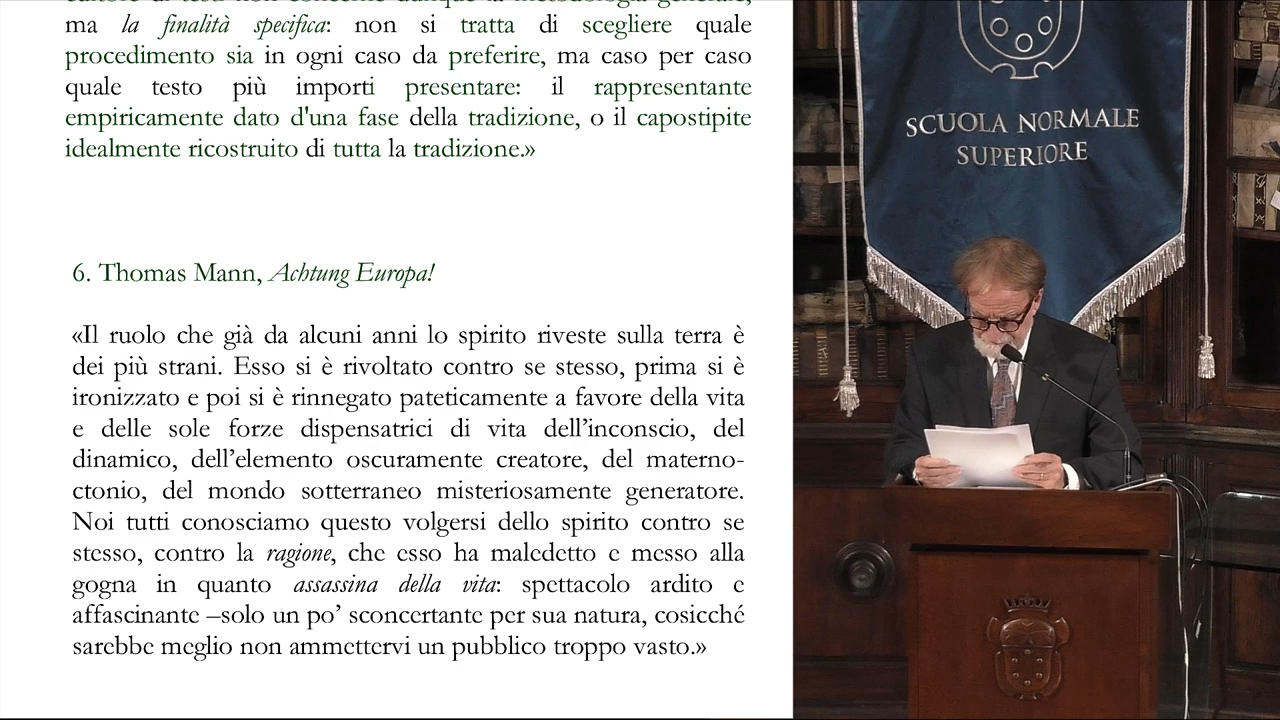 ma la finalità specifica: non si tratta di scegliere quale
procedimento sia in ogni caso da preferire, ma caso per caso
quale testo più importi presentare: il rappresentante
empiricamente dato d'una fase della tradizione, o il capostipite
idealmente ricostruito di tutta la tradizione.»
6. Thomas Mann, Achtung Europa!
«Il ruolo che già da alcuni anni lo spirito riveste sulla terra è
dei più strani. Esso si è rivoltato contro se stesso, prima si è
ironizzato e poi si è rinnegato pateticamente a favore della vita
e delle sole forze dispensatrici di vita dell’inconscio, del
dinamico, dell’elemento oscuramente creatore, del materno-
ctonio, del mondo sotterraneo misteriosamente generatore.
Noi tutti conosciamo questo volgersi dello spirito contro se
stesso, contro la ragione, che esso ha maledetto e messo alla
gogna in quanto assassina della vita: spettacolo ardito e
affascinante –solo un po’ sconcertante per sua natura, cosicché
sarebbe meglio non ammettervi un pubblico troppo vasto.»
SCUOLA NORMALE
SUPERIORE